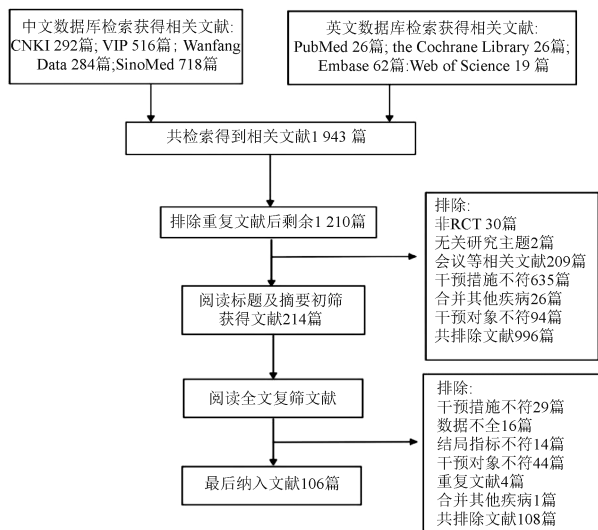 中文数据库检索获得相关文献:
CNKI 292篇; VIP 516篇; Wanfang
Data 284篇;SinoMed 718篇
英文数据库检索获得相关文献:
PubMed 26篇; the Cochrane Library 26篇;
Embase 62篇:Web of Science 19 篇
共检索得到相关文献1 943 篇
排除重复文献后剩余1 210篇
排除:
非RCT 30篇
无关研究主题2篇
会议等相关文献209篇
干预措施不符635篇
合并其他疾病26篇
干预对象不符94篇
共排除文献996篇
阅读标题及摘要初筛
获得文献214篇
阅读全文复筛文献
排除:
干预措施不符29篇
数据不全16篇
结局指标不符14篇
干预对象不符44篇
重复文献4篇
合并其他疾病1篇
共排除文献108篇
最后纳入文献106篇